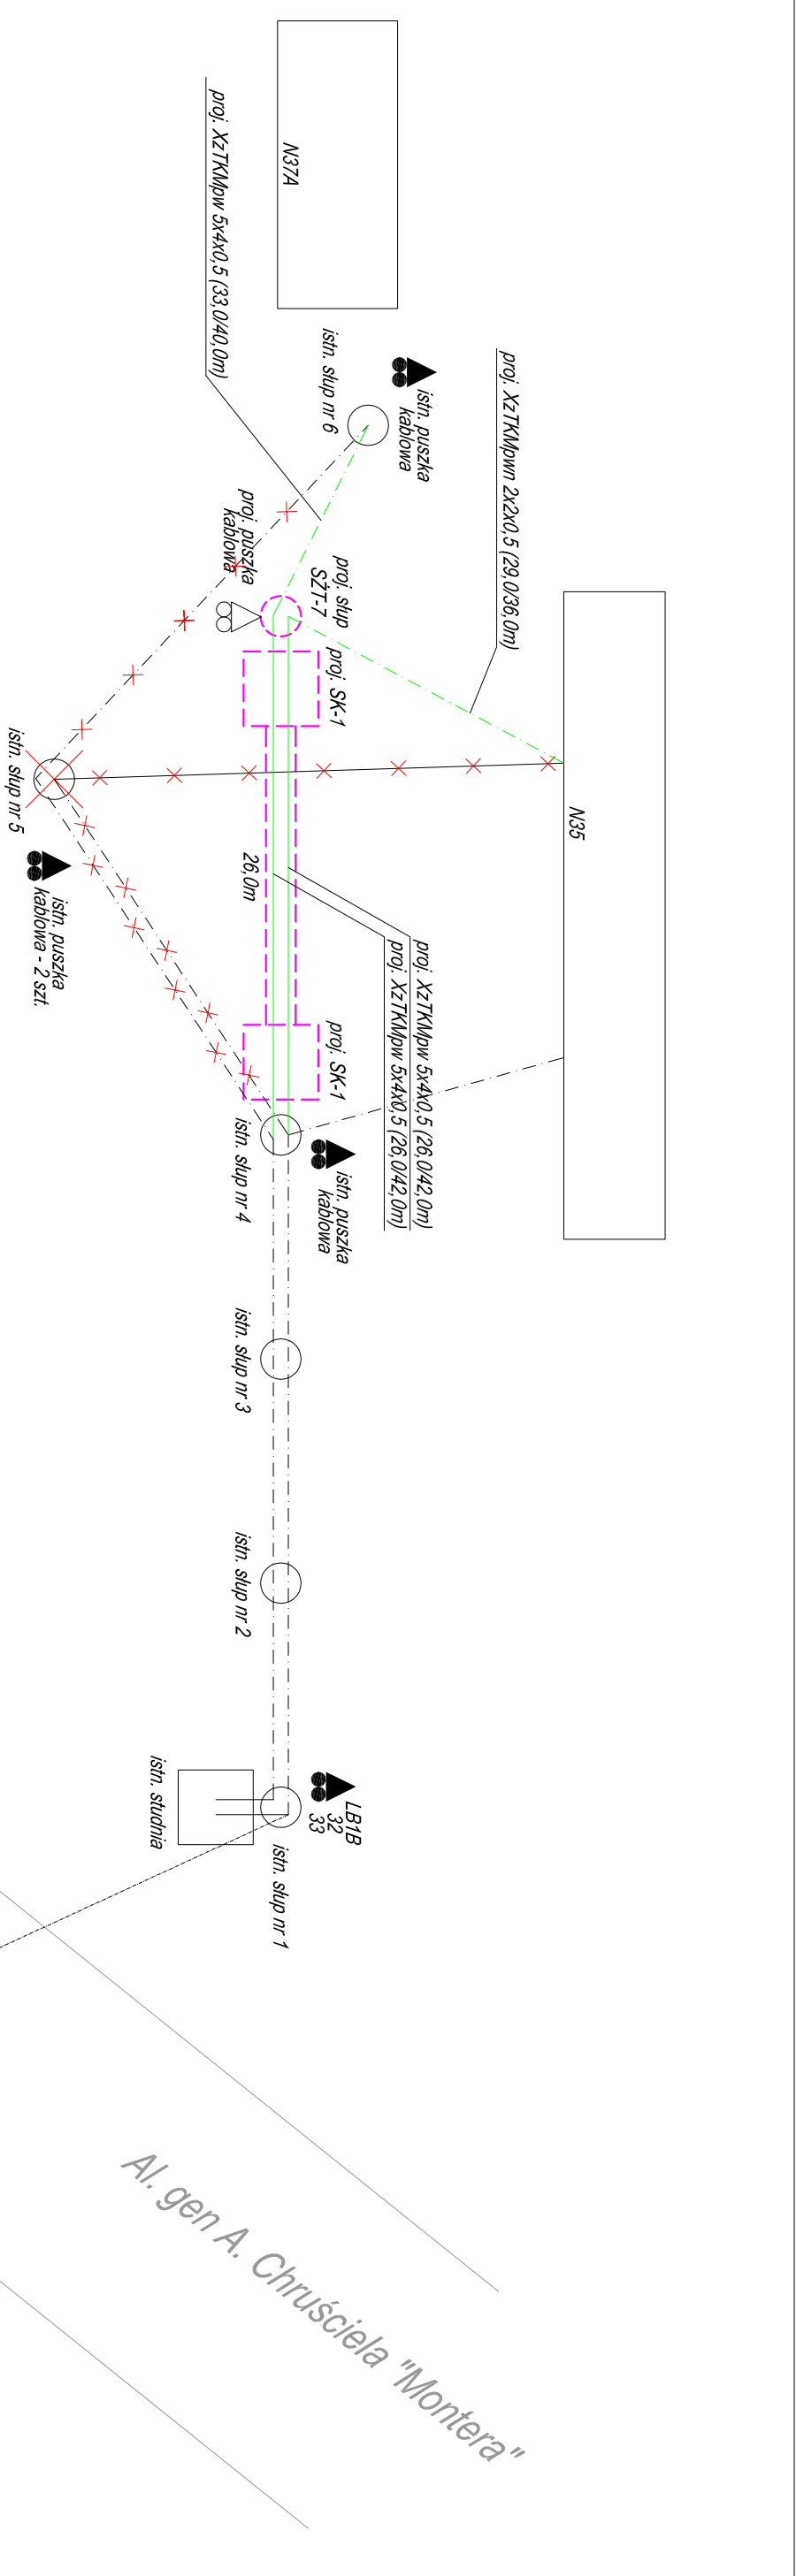 N37A
proj. XzTKMpw 5x4x0,5 (33,0/40,0m)
istn. słup nr 6
istn. puszka
kablowa
proj. XzTKMpwn 2x2x0,5 (29,0/36,0m)
proj. puszka
kablowa
proj. słup
SŻT-7
proj. SK-1
N35
istn. słup nr 5
istn. puszka
kablowa - 2 szt.
26,0m
proj. XzTKMpw 5x4x0,5 (26,0/42,0m)
proj. XzTKMpw 5x4x0,5 (26,0/42,0m)
proj. SK-1
istn. słup nr 4
istn. puszka
kablowa
istn. słup nr 3
istn. słup nr 2
LB1B
32
33
istn. studnia
istn. słup nr 1
Al. gen A. Chruściela "Montera"